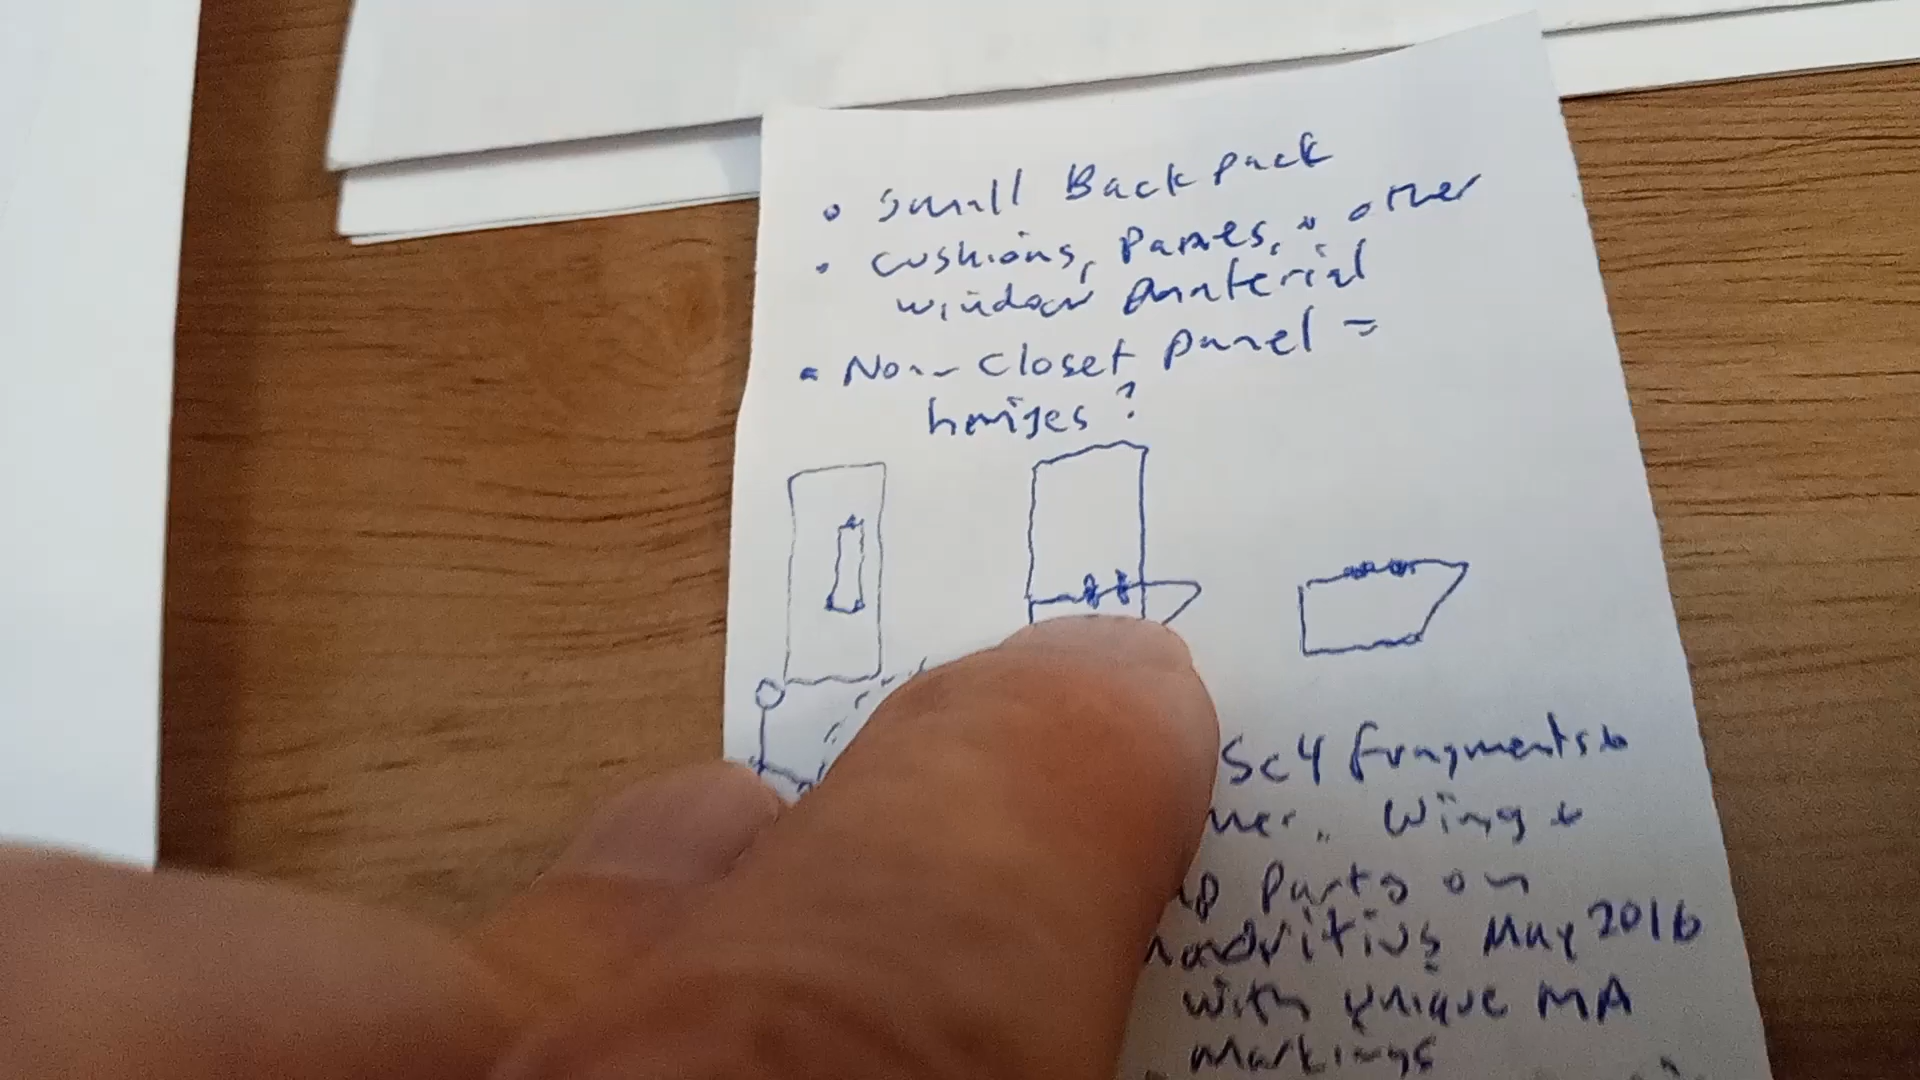 • Small Backpack
• cushions, Panes, & other
window material
• Non-Closet Panel =
hinges?
Sc4 fragments &
Wing &
Parts on
May 2016
with unique MA
Markings